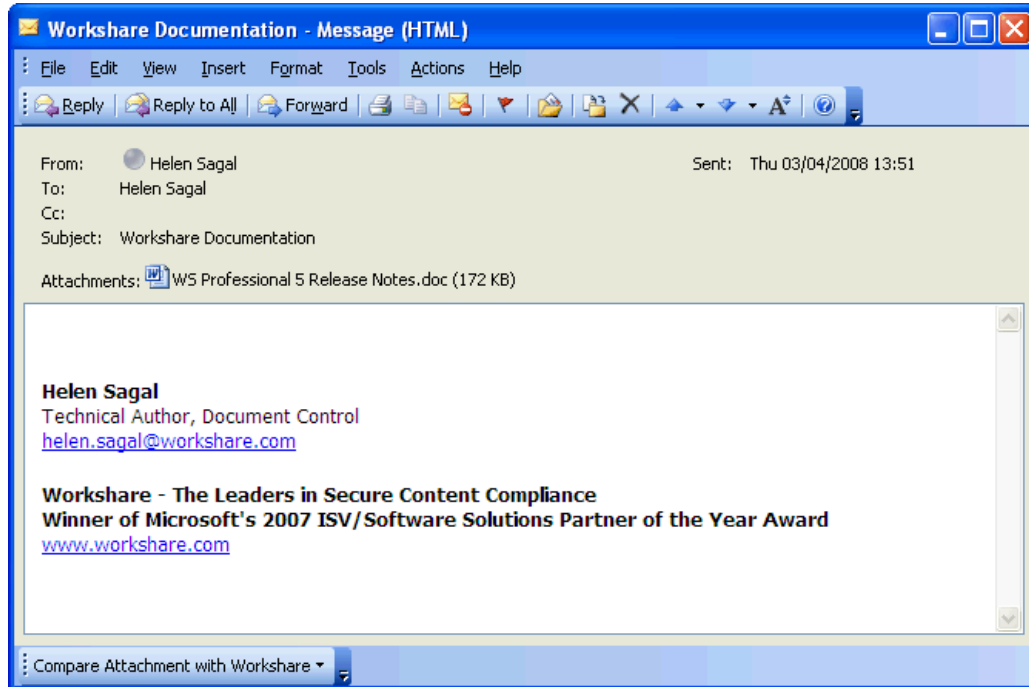 Workshare Documentation - Message (HTML)
File Edit View Insert Format Tools Actions Help
Reply Reply to All Forward
From: Helen Sagal Sent: Thu 03/04/2008 13:51
To: Helen Sagal
Cc:
Subject: Workshare Documentation
Attachments: WS Professional 5 Release Notes.doc (172 KB)
Helen Sagal
Technical Author, Document Control
helen.sagal@workshare.com
Workshare - The Leaders in Secure Content Compliance
Winner of Microsoft's 2007 ISV/Software Solutions Partner of the Year Award
www.workshare.com
Compare Attachment with Workshare